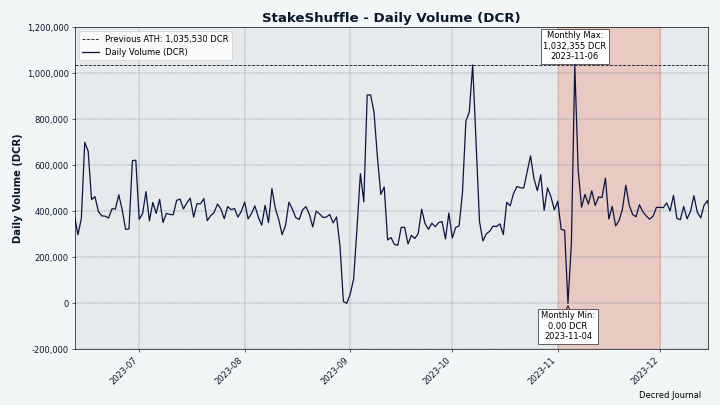 StakeShuffle - Daily Volume (DCR)
Previous ATH: 1,035,530 DCR
Daily Volume (DCR)
Monthly Max:
1,032,355 DCR
2023-11-06
Daily Volume (DCR)
1,200,000
1,000,000
800,000
600,000
400,000
200,000
0
-200,000
Monthly Min:
0.00 DCR
2023-11-04
2023-07
2023-08
2023-09
2023-10
2023-11
2023-12
Decred Journal